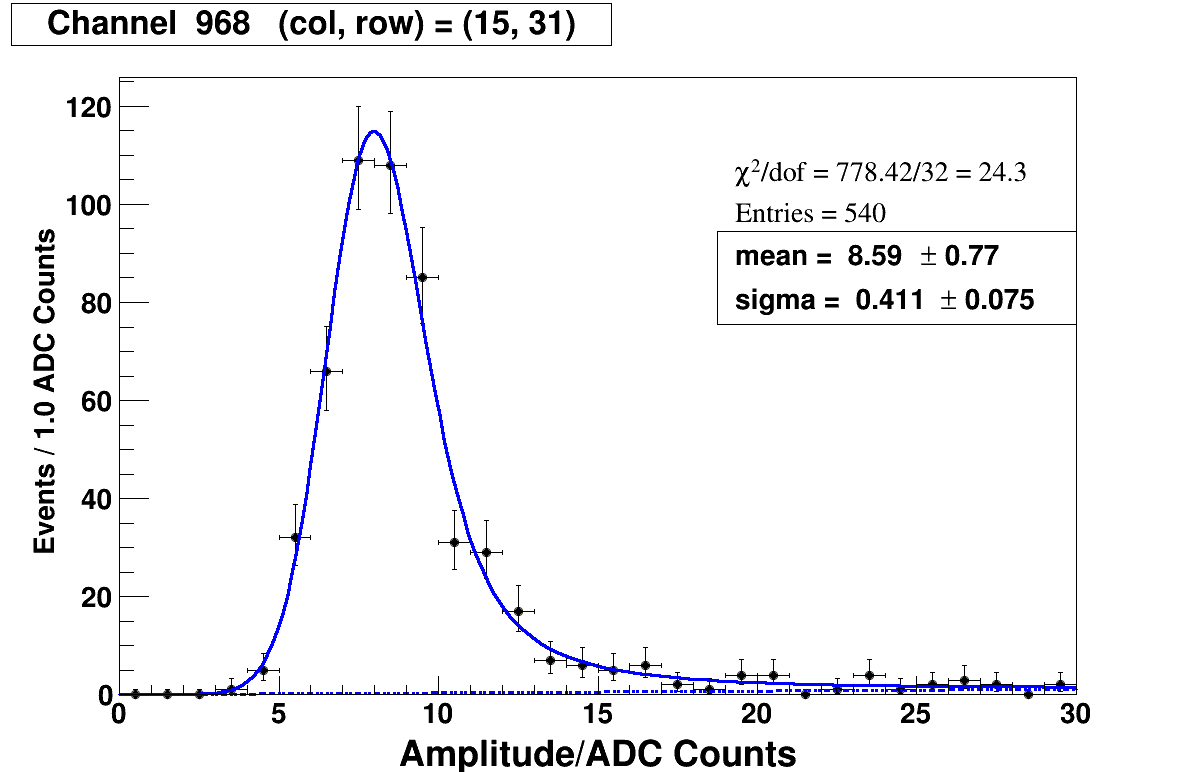 Channel 968 (col, row) = (15, 31)
120
100
80
60
40
20
0
Events / 1.0 ADC Counts
χ²/dof = 778.42/32 = 24.3
Entries = 540
mean = 8.59 ± 0.77
sigma = 0.411 ± 0.075
0 5 10 15 20 25 30
Amplitude/ADC Counts